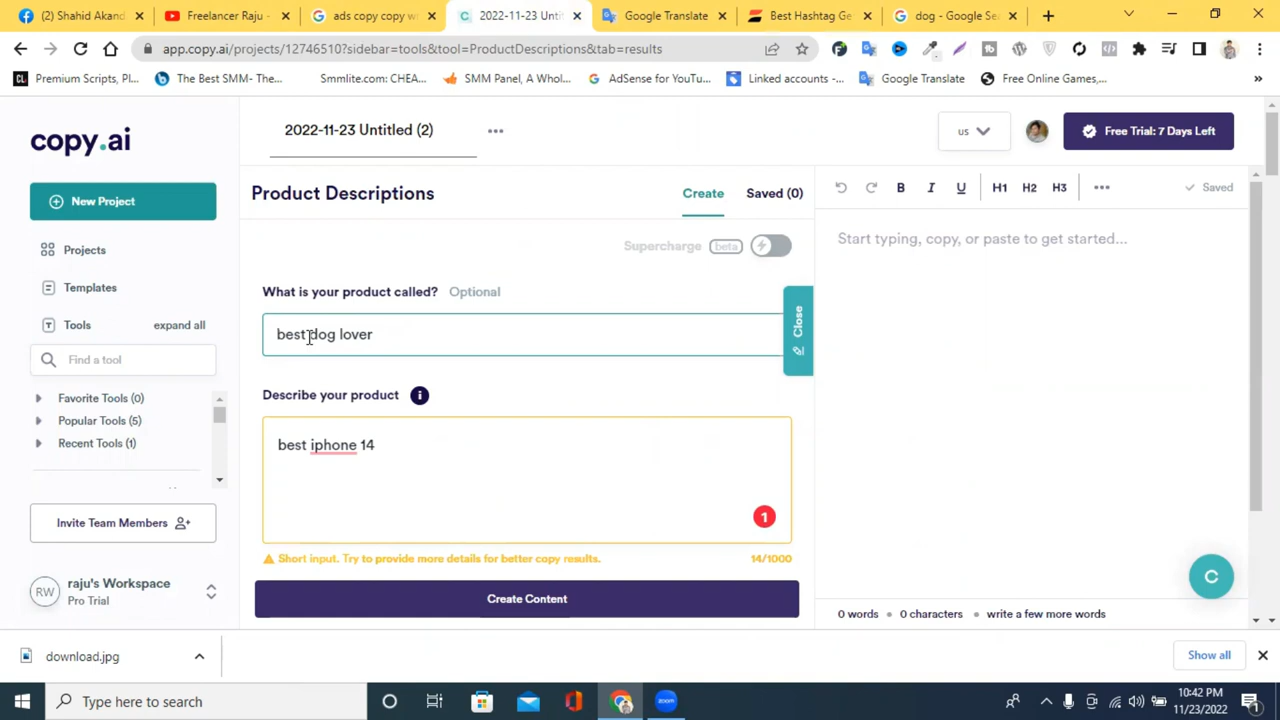 (2) Shahid Akand
Freelancer Raju -
ads copy copy w
2022-11-23 Unti
Google Translate
Best Hashtag Ge
dog - Google Se
app.copy.ai/projects/12746510?sidebar=tools&tool=ProductDescriptions&tab=results
Premium Scripts, Pl...
The Best SMM- The...
Smmlite.com: CHEA...
SMM Panel, A Whol...
AdSense for YouTu...
Linked accounts -...
Google Translate
Free Online Games,...
»
copy.ai
2022-11-23 Untitled (2)
us
Free Trial: 7 Days Left
New Project
Product Descriptions
Create
Saved (0)
B
I
U
H1
H2
H3
Saved
Projects
Supercharge
beta
Start typing, copy, or paste to get started...
Templates
What is your product called?
Optional
Tools
expand all
best dog lover
Close
Find a tool
Favorite Tools (0)
Describe your product
i
Popular Tools (5)
Recent Tools (1)
best iphone 14
1
Invite Team Members
Short input. Try to provide more details for better copy results.
14/1000
RW
raju's Workspace
Pro Trial
Create Content
C
0 words
0 characters
write a few more words
download.jpg
Show all
Type here to search
10:42 PM
11/23/2022
1